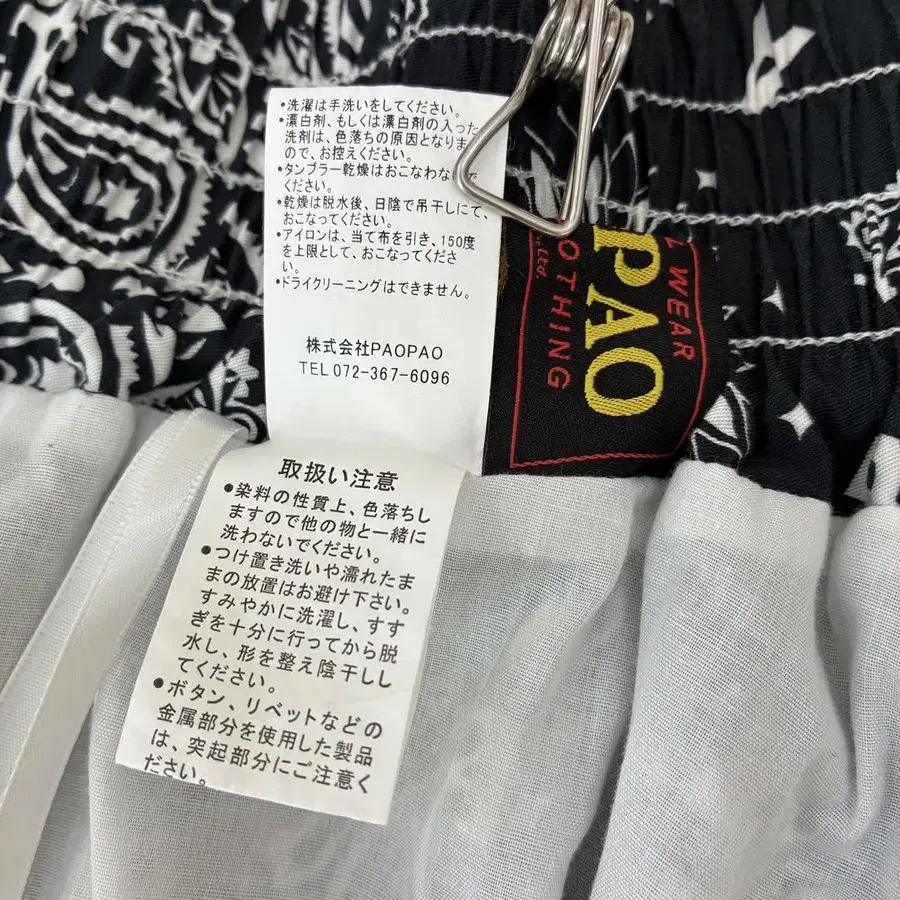 ・洗濯は手洗いをしてください。
・漂白剤、もしくは漂白剤の入った
洗剤は、色落ちの原因となりま
ので、お控えください。
・タンブラー乾燥はおこなわな で
ください。
・乾燥は脱水後、日陰で吊干しにて、
おこなってください。
・アイロンは、当て布を引き、150度
を上限として、おこなってくださ
い。
・ドライクリーニングはできません。
株式会社PAOPAO
TEL 072-367-6096
L WEAR
PAO
OTHING
Ltd.
取扱い注意
●染料の性質上、色落ちし
ますので他の物と一緒に
洗わないでください。
●つけ置き洗いや濡れたま
まの放置はお避け下さい。
すみやかに洗濯し、すす
ぎを十分に行ってから脱
水し、形を整え陰干しし
てください。
●ボタン、リベットなどの
金属部分を使用した製品
は、突起部分にご注意く
ださい。